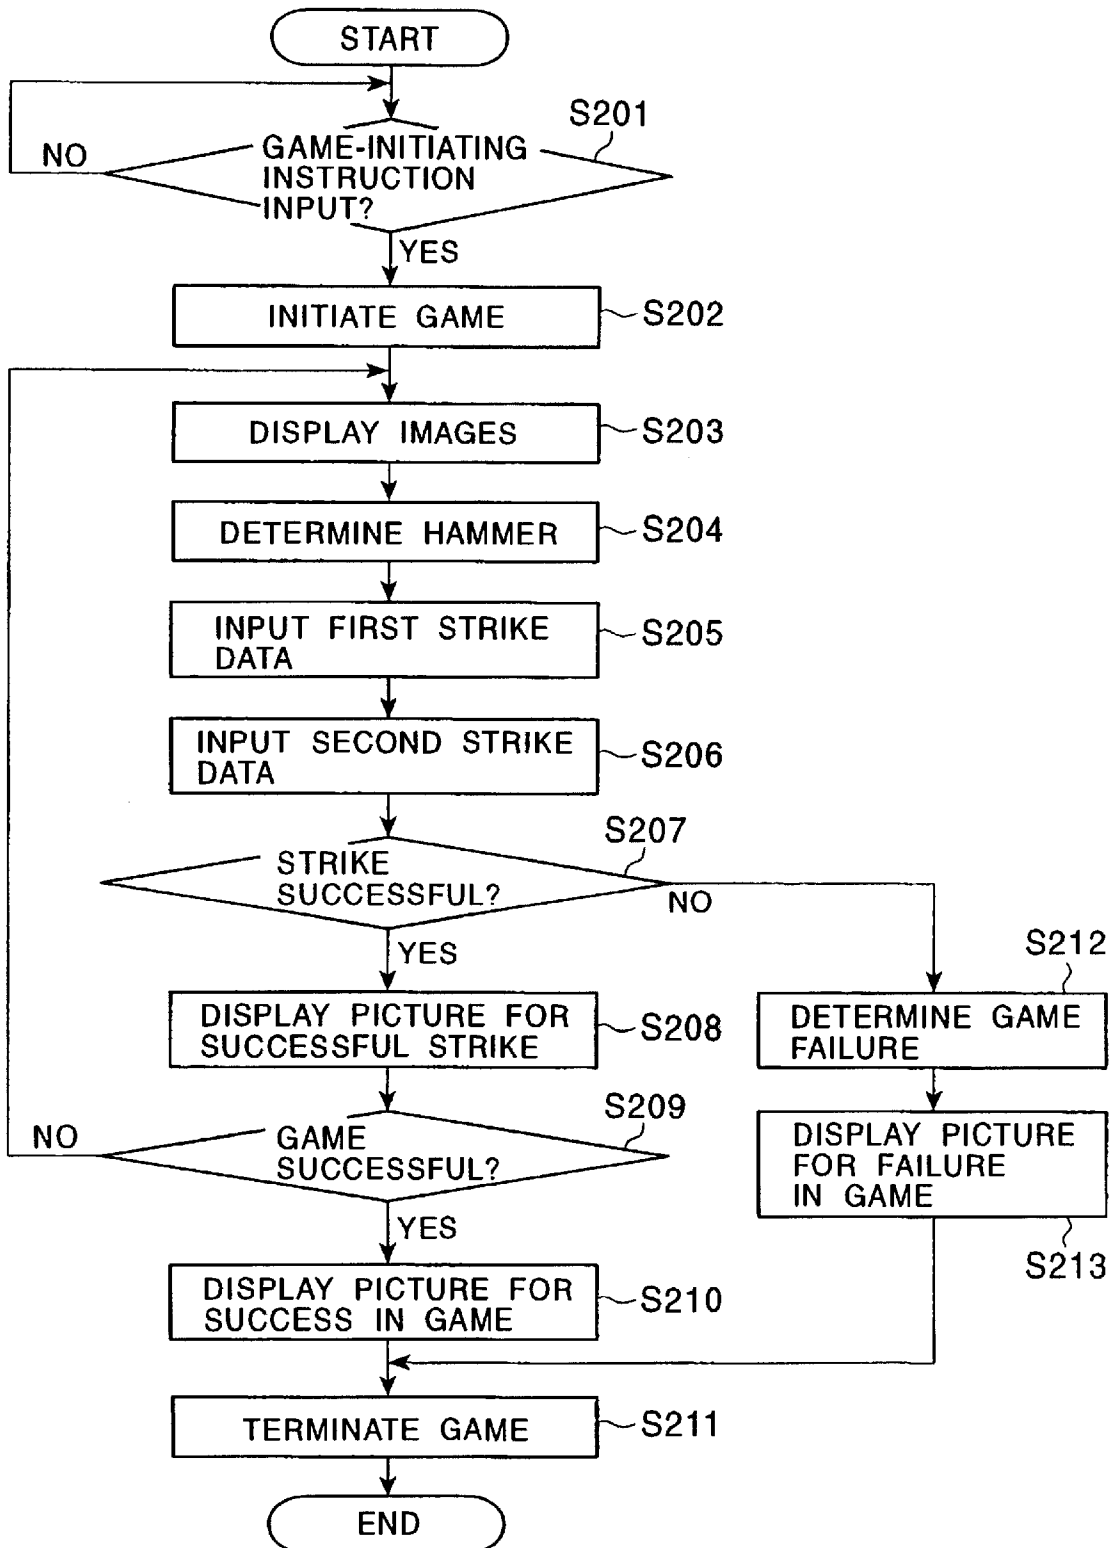 START
S201
NO
GAME-INITIATING
INSTRUCTION
INPUT?
YES
INITIATE GAME
S202
DISPLAY IMAGES
S203
DETERMINE HAMMER
S204
INPUT FIRST STRIKE
DATA
S205
INPUT SECOND STRIKE
DATA
S206
S207
STRIKE
SUCCESSFUL?
NO
YES
S212
DISPLAY PICTURE FOR
SUCCESSFUL STRIKE
S208
DETERMINE GAME
FAILURE
S209
NO
GAME
SUCCESSFUL?
DISPLAY PICTURE
FOR FAILURE
IN GAME
YES
S213
DISPLAY PICTURE FOR
SUCCESS IN GAME
S210
TERMINATE GAME
S211
END